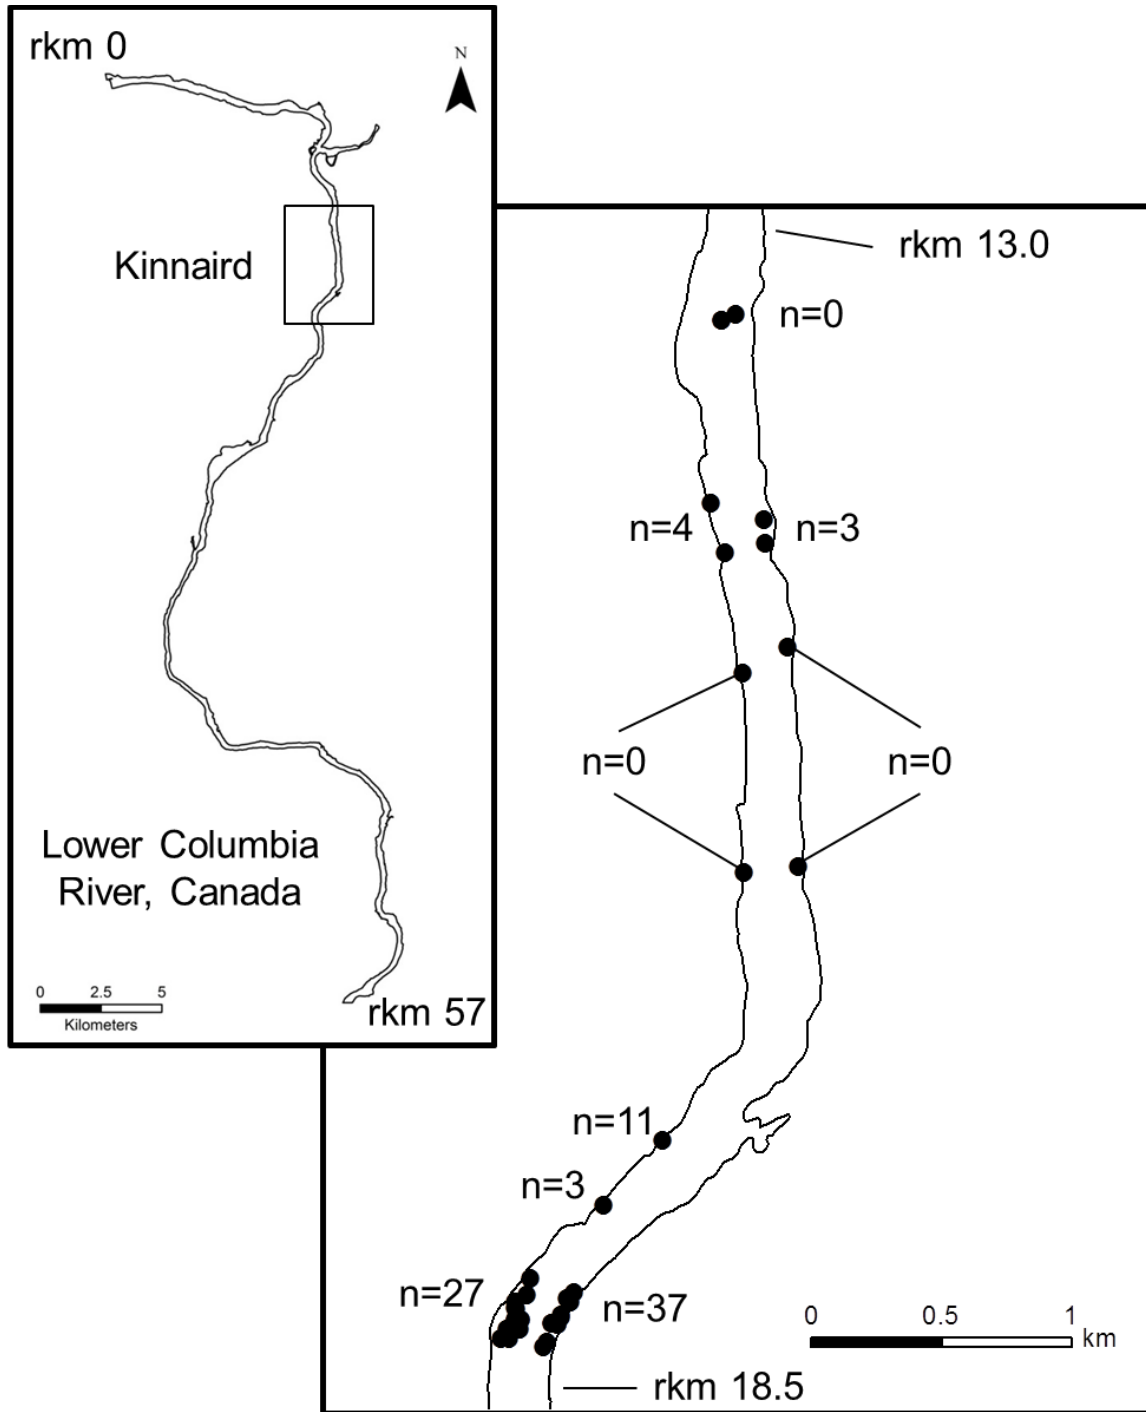 rkm 0
N
Kinnaird
Lower Columbia
River, Canada
0 2.5 5
Kilometers
rkm 57
rkm 13.0
n=0
n=4
n=3
n=0
n=0
n=11
n=3
n=27
n=37
0 0.5 1
km
rkm 18.5